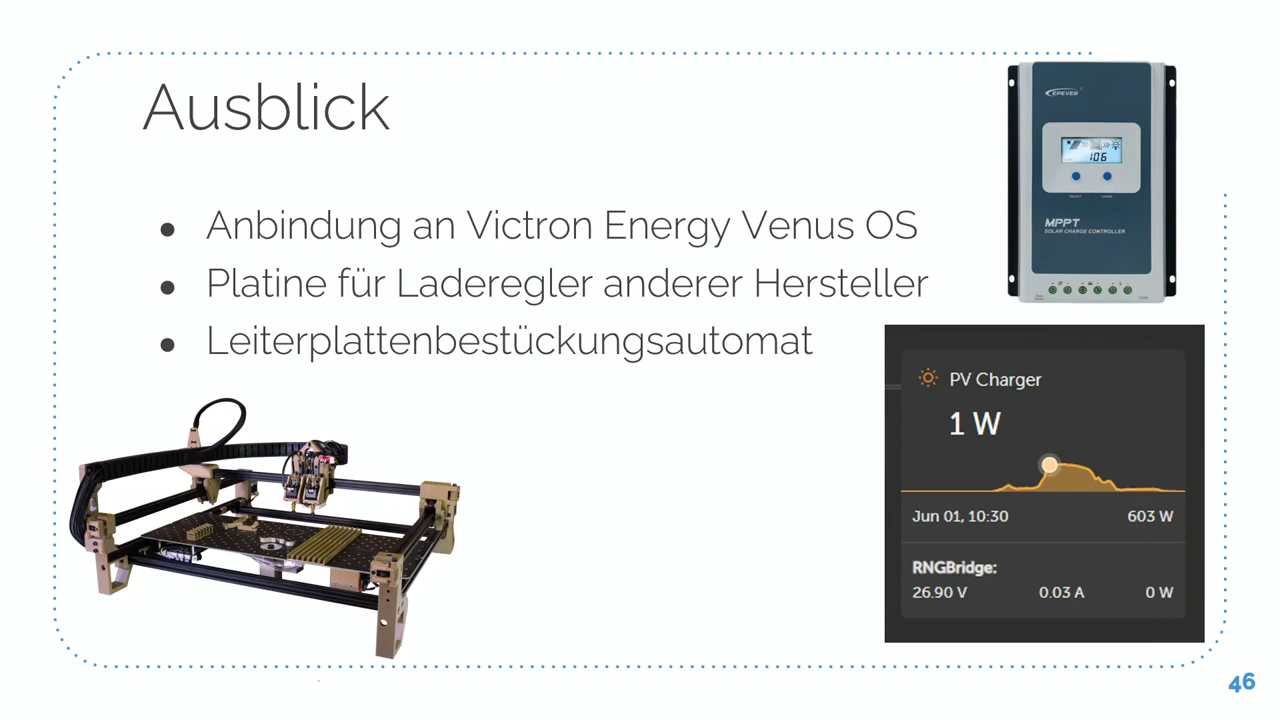 Ausblick
● Anbindung an Victron Energy Venus OS
● Platine für Laderegler anderer Hersteller
● Leiterplattenbestückungsautomat
EPEVER
106
MPPT
SOLAR CHARGE CONTROLLER
PV Charger
1 W
Jun 01, 10:30 603 W
RNGBridge:
26.90 V 0.03 A 0 W
46